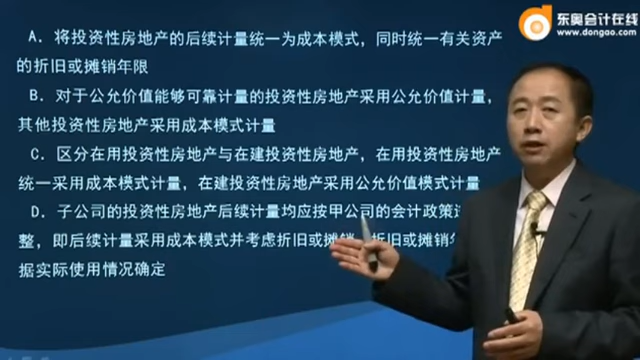 东奥会计在线
www.dongao.com
A．将投资性房地产的后续计量统一为成本模式，同时统一有关资产
的折旧或摊销年限
B．对于公允价值能够可靠计量的投资性房地产采用公允价值计量，
其他投资性房地产采用成本模式计量
C．区分在用投资性房地产与在建投资性房地产，在用投资性房地产
统一采用成本模式计量，在建投资性房地产采用公允价值模式计量
D．子公司的投资性房地产后续计量均应按甲公司的会计政策
整，即后续计量采用成本模式并考虑折旧或摊销，折旧或摊销
据实际使用情况确定